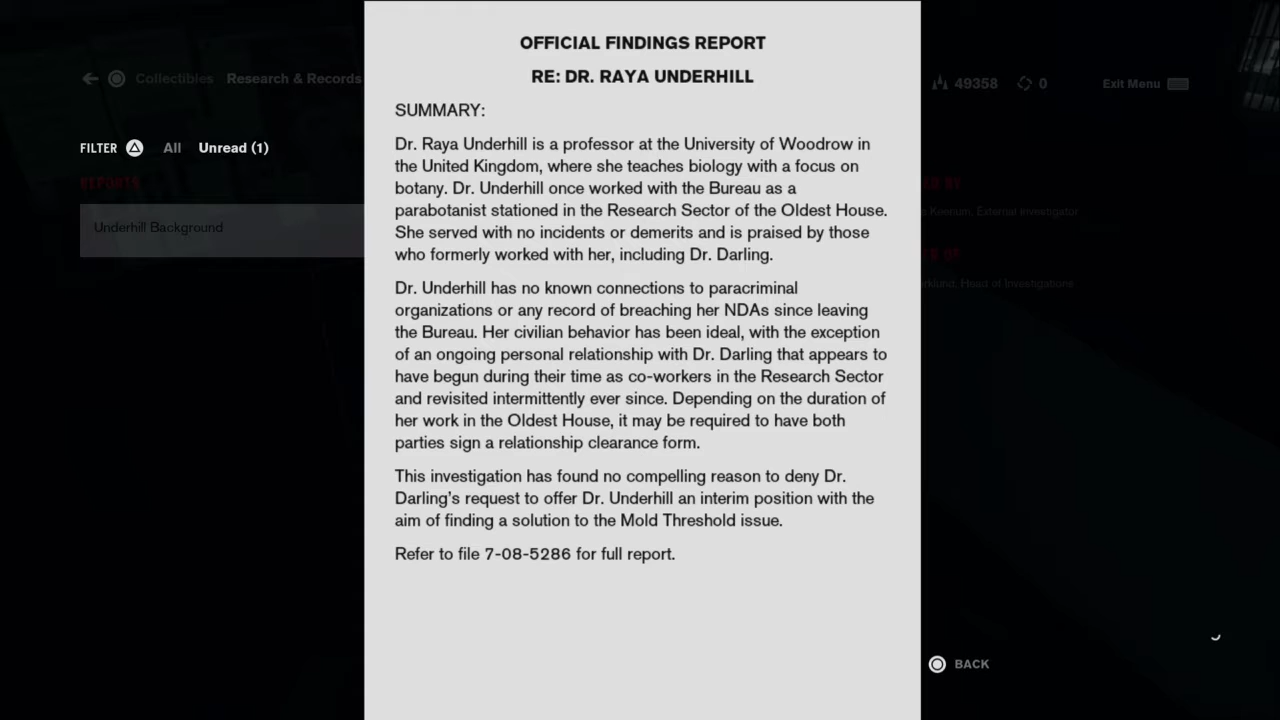 OFFICIAL FINDINGS REPORT
RE: DR. RAYA UNDERHILL
SUMMARY:
Dr. Raya Underhill is a professor at the University of Woodrow in
the United Kingdom, where she teaches biology with a focus on
botany. Dr. Underhill once worked with the Bureau as a
parabotanist stationed in the Research Sector of the Oldest House.
She served with no incidents or demerits and is praised by those
who formerly worked with her, including Dr. Darling.
Dr. Underhill has no known connections to paracriminal
organizations or any record of breaching her NDAs since leaving
the Bureau. Her civilian behavior has been ideal, with the exception
of an ongoing personal relationship with Dr. Darling that appears to
have begun during their time as co-workers in the Research Sector
and revisited intermittently ever since. Depending on the duration of
her work in the Oldest House, it may be required to have both
parties sign a relationship clearance form.
This investigation has found no compelling reason to deny Dr.
Darling's request to offer Dr. Underhill an interim position with the
aim of finding a solution to the Mold Threshold issue.
Refer to file 7-08-5286 for full report.
Collectibles Research & Records
49358 0 Exit Menu
FILTER All Unread (1)
REPORTS
Underhill Background
ED BY
Keenum, External Investigator
rklund, Head of Investigations
BACK